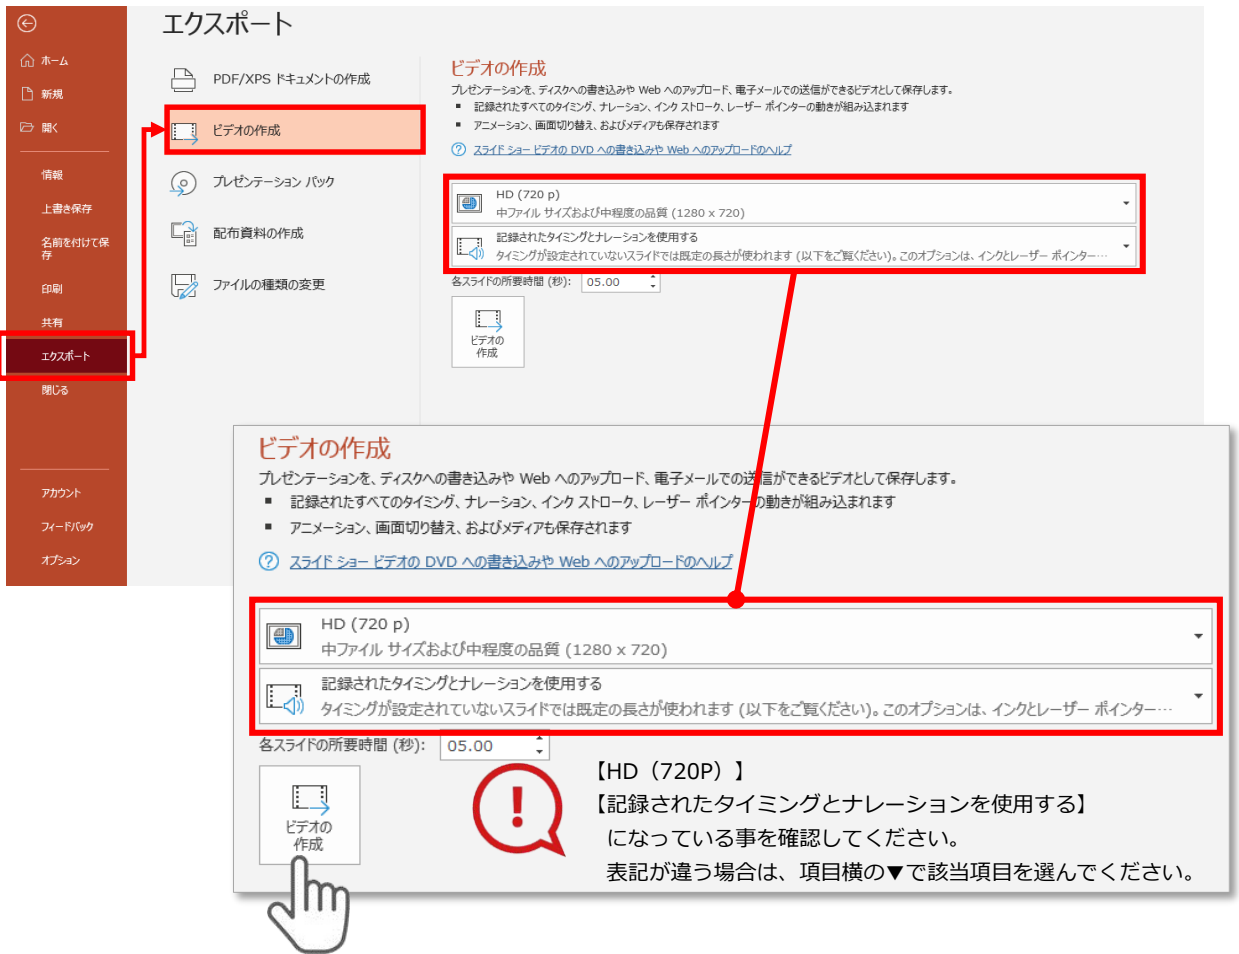 エクスポート
ホーム
新規
開く
情報
上書き保存
名前を付けて保
存
印刷
共有
エクスポート
閉じる
アカウント
フィードバック
オプション
PDF/XPS ドキュメントの作成
ビデオの作成
プレゼンテーション パック
配布資料の作成
ファイルの種類の変更
ビデオの作成
プレゼンテーションを、ディスクへの書き込みや Web へのアップロード、電子メールでの送信ができるビデオとして保存します。
■ 記録されたすべてのタイミング、ナレーション、インク ストローク、レーザー ポインターの動きが組み込まれます
■ アニメーション、画面切り替え、およびメディアも保存されます
? スライド ショー ビデオの DVD への書き込みや Web へのアップロードのヘルプ
HD (720 p)
中ファイル サイズおよび中程度の品質 (1280 x 720)
記録されたタイミングとナレーションを使用する
タイミングが設定されていないスライドでは既定の長さが使われます (以下をご覧ください)。このオプションは、インクとレーザー ポインター…
各スライドの所要時間 (秒): 05.00
ビデオの
作成
ビデオの作成
プレゼンテーションを、ディスクへの書き込みや Web へのアップロード、電子メールでの送信ができるビデオとして保存します。
■ 記録されたすべてのタイミング、ナレーション、インク ストローク、レーザー ポインターの動きが組み込まれます
■ アニメーション、画面切り替え、およびメディアも保存されます
? スライド ショー ビデオの DVD への書き込みや Web へのアップロードのヘルプ
HD (720 p)
中ファイル サイズおよび中程度の品質 (1280 x 720)
記録されたタイミングとナレーションを使用する
タイミングが設定されていないスライドでは既定の長さが使われます (以下をご覧ください)。このオプションは、インクとレーザー ポインター…
各スライドの所要時間 (秒): 05.00
ビデオの
作成
!
【HD（720P）】
【記録されたタイミングとナレーションを使用する】
になっている事を確認してください。
表記が違う場合は、項目横の▼で該当項目を選んでください。